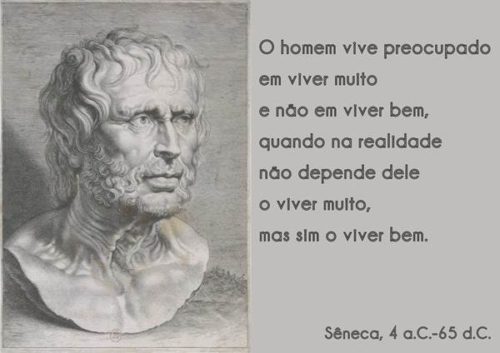 O homem vive preocupado
em viver muito
e não em viver bem,
quando na realidade
não depende dele
o viver muito,
mas sim o viver bem.
Sêneca, 4 a.C.-65 d.C.